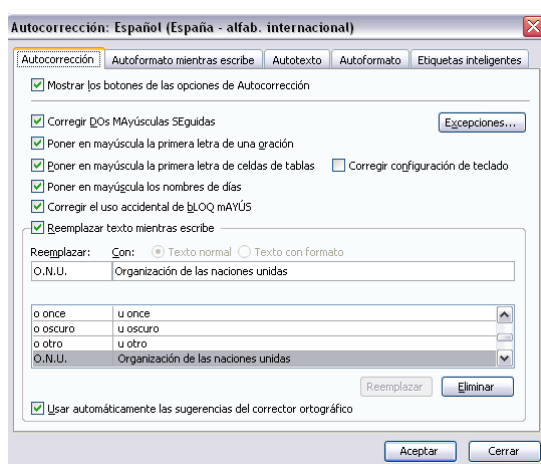 Autocorrección: Español (España - alfab. internacional)
Autocorrección Autoformato mientras escribe Autotexto Autoformato Etiquetas inteligentes
Mostrar los botones de las opciones de Autocorrección
Corregir DOs MAyúsculas SEguidas Excepciones...
Poner en mayúscula la primera letra de una oración
Poner en mayúscula la primera letra de celdas de tablas Corregir configuración de teclado
Poner en mayúscula los nombres de días
Corregir el uso accidental de bLOQ mAYÚS
Reemplazar texto mientras escribe
Reemplazar: Con: Texto normal Texto con formato
O.N.U. Organización de las naciones unidas
o once u once
o oscuro u oscuro
o otro u otro
O.N.U. Organización de las naciones unidas
Reemplazar Eliminar
Usar automáticamente las sugerencias del corrector ortográfico
Aceptar Cerrar